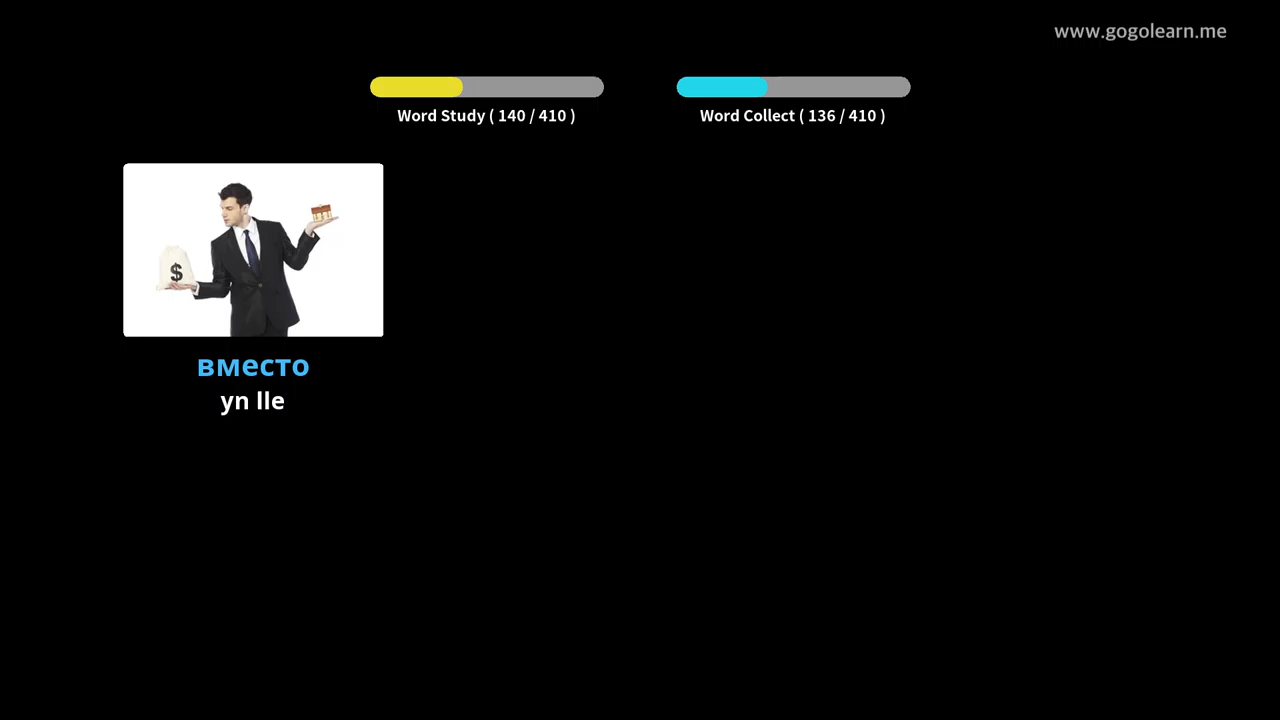 www.gogolearn.me
Word Study ( 140 / 410 )
Word Collect ( 136 / 410 )
$
вместо
yn lle